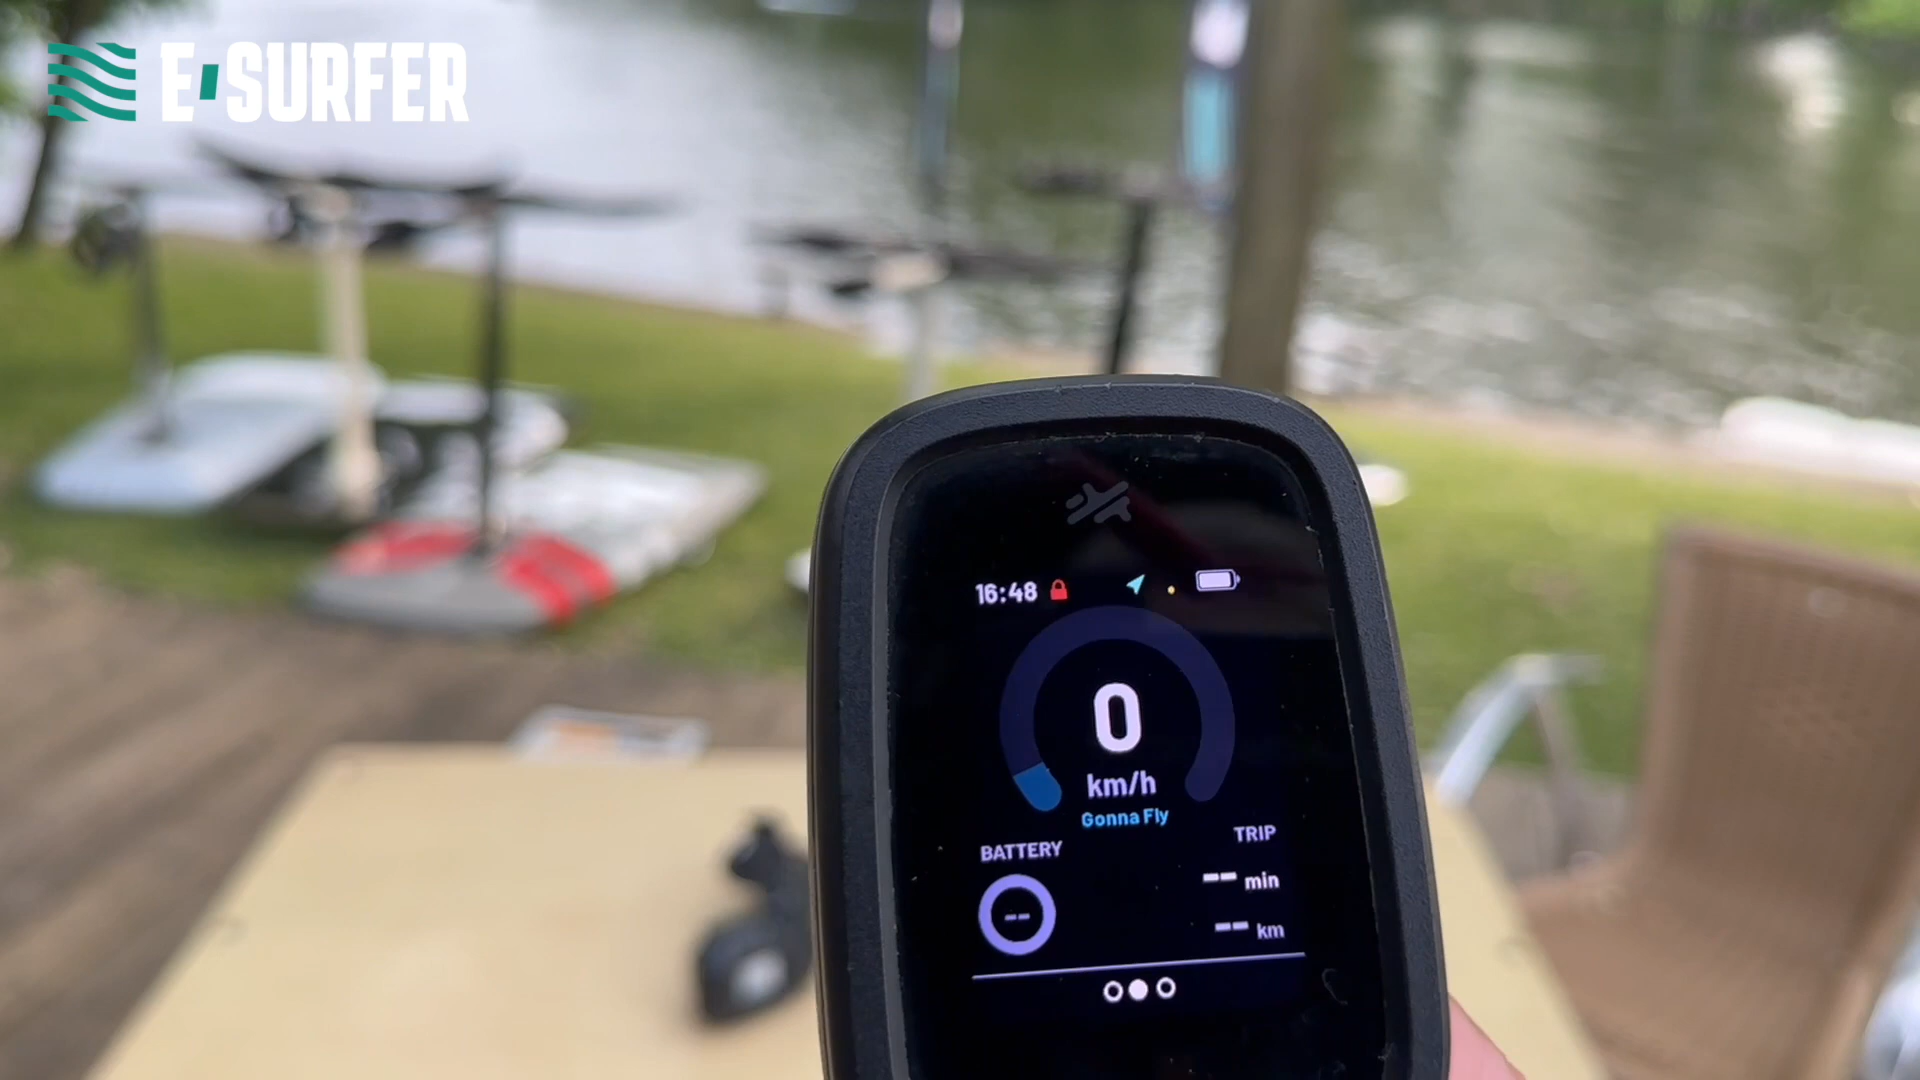 E-SURFER
16:48
0
km/h
Gonna Fly
BATTERY
--
TRIP
-- min
-- km